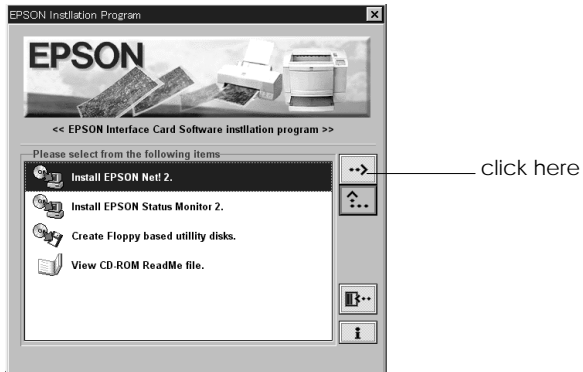 EPSON Instllation Program
EPSON
<< EPSON Interface Card Software instllation program >>
Please select from the following items
Install EPSON Net! 2.
Install EPSON Status Monitor 2.
Create Floppy based utillity disks.
View CD-ROM ReadMe file.
click here